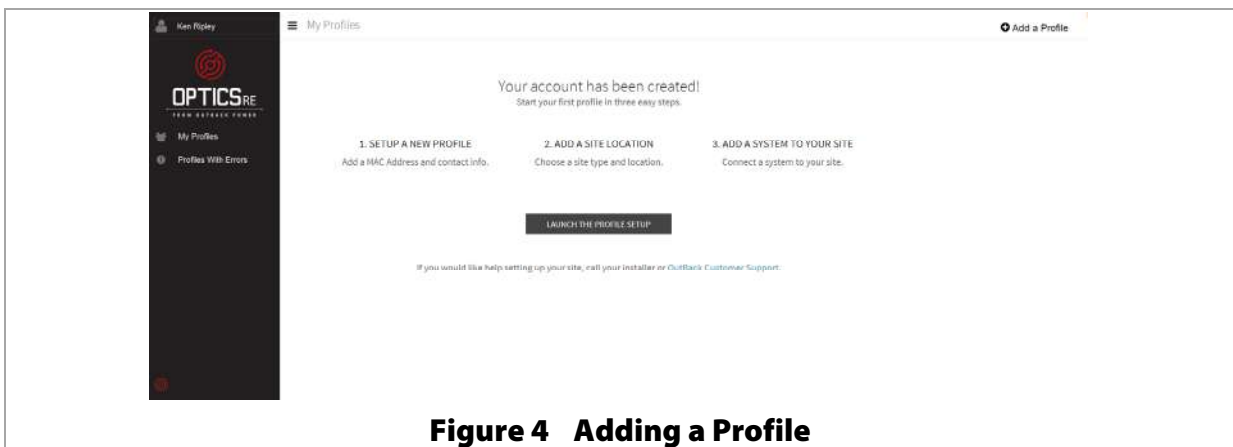 Ken Ripley
My Profiles
Add a Profile
OPTICSRE
FROM OUTBACK POWER
My Profiles
Profiles With Errors
Your account has been created!
Start your first profile in three easy steps.
1. SETUP A NEW PROFILE
Add a MAC Address and contact info.
2. ADD A SITE LOCATION
Choose a site type and location.
3. ADD A SYSTEM TO YOUR SITE
Connect a system to your site.
LAUNCH THE PROFILE SETUP
If you would like help setting up your site, call your installer or OutBack Customer Support.
Figure 4 Adding a Profile